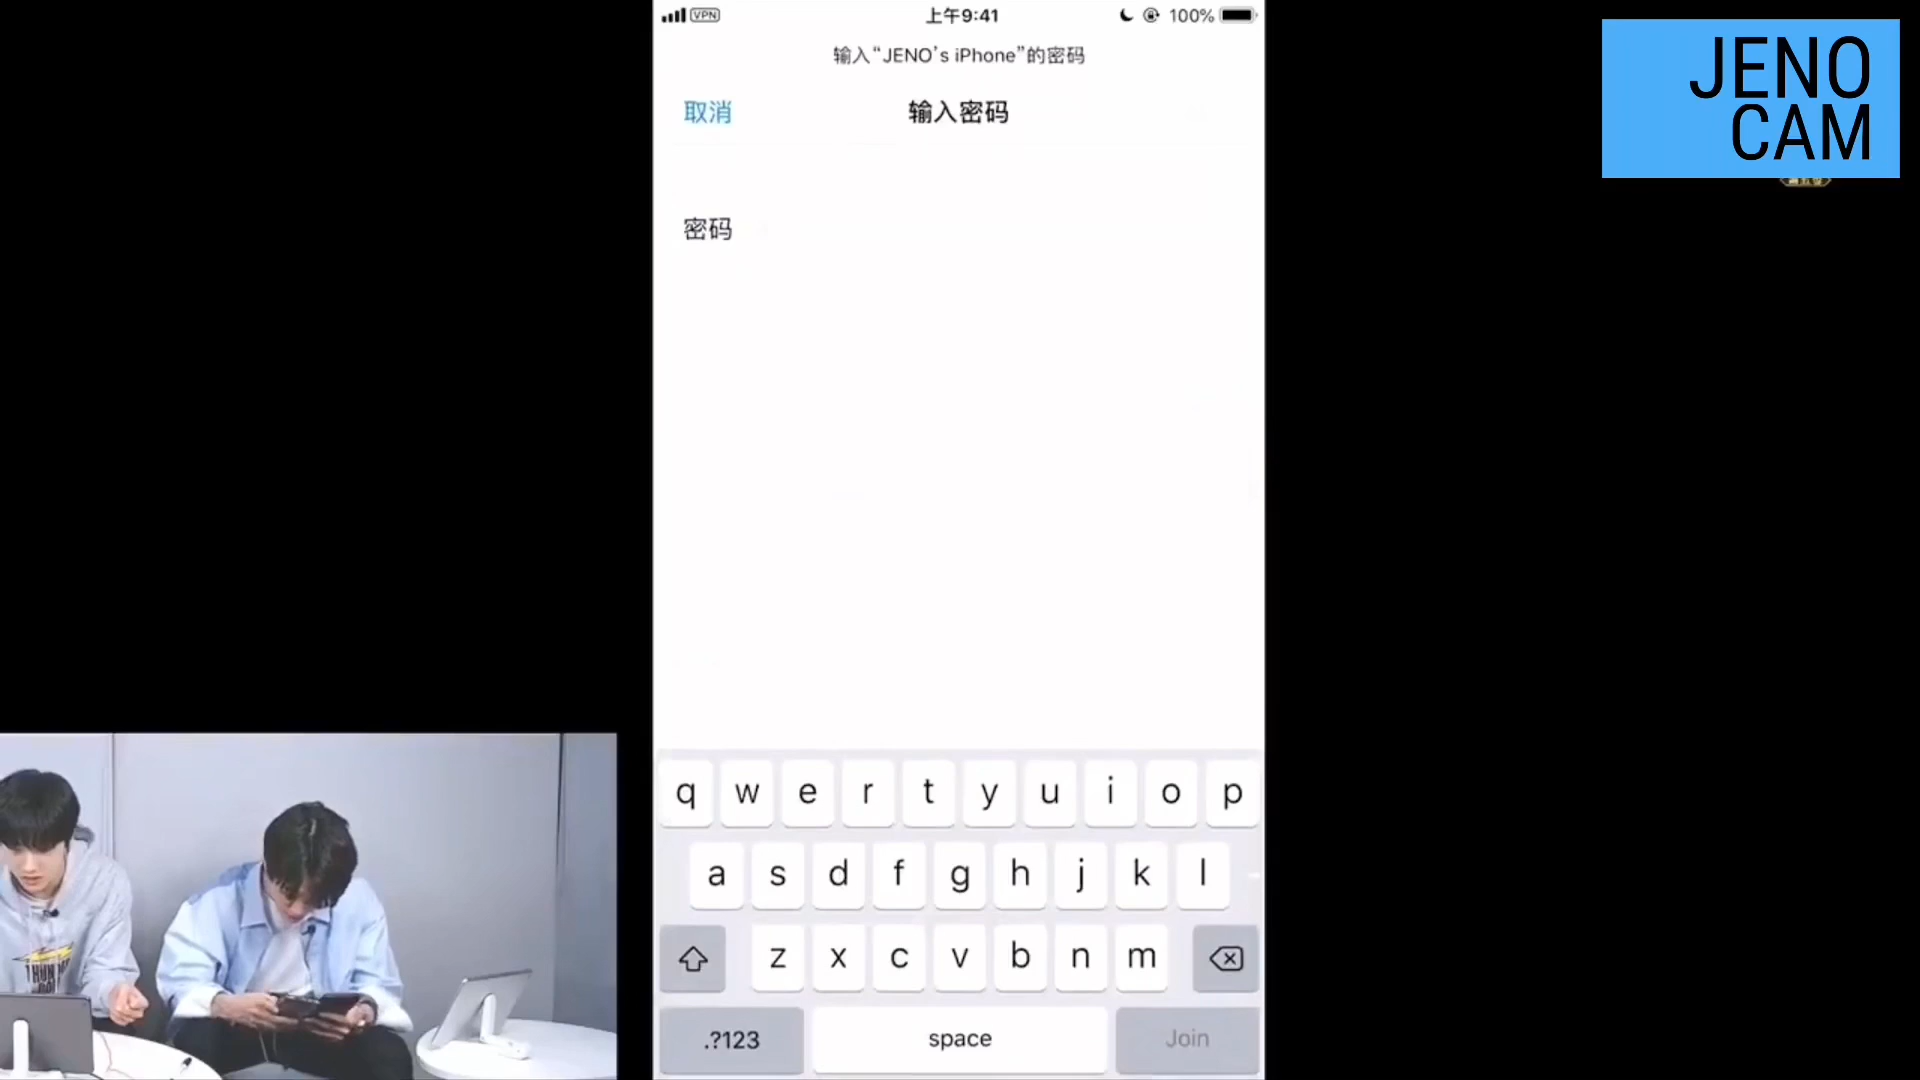 VPN
上午9:41
100%
JENO
CAM
输入“JENO’s iPhone”的密码
取消
输入密码
密码
q w e r t y u i o p
a s d f g h j k l
z x c v b n m
.?123
space
Join